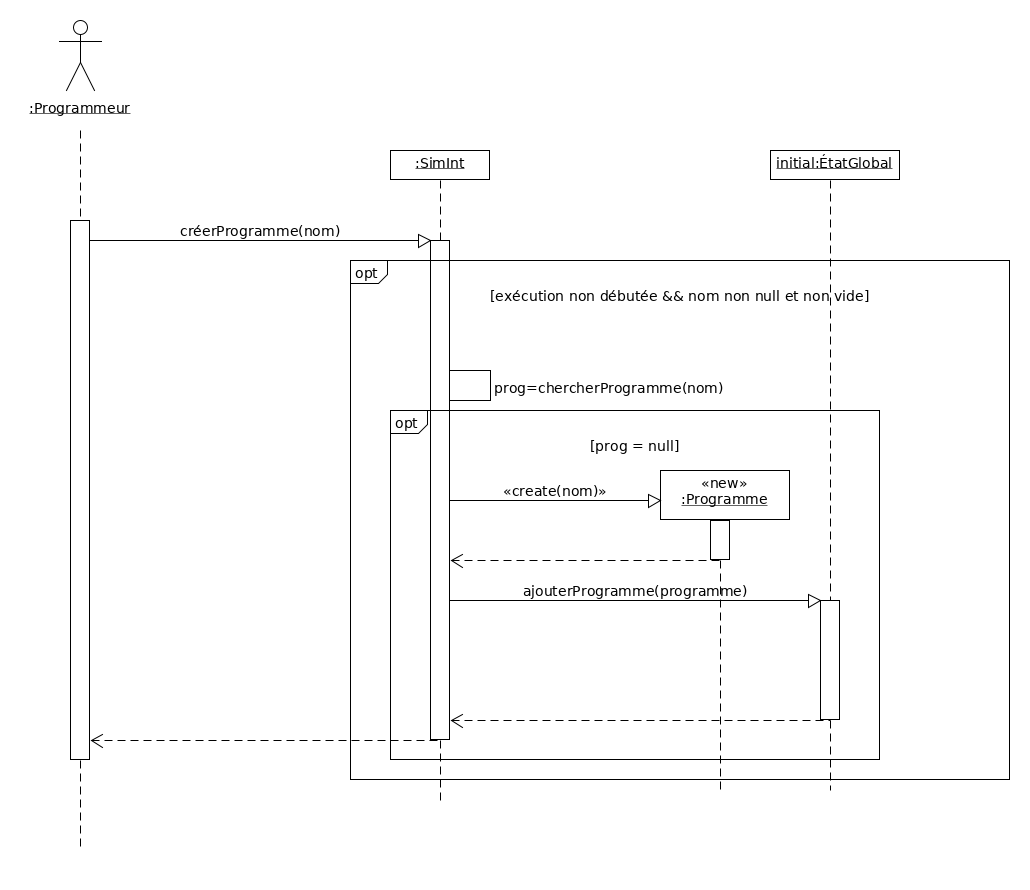 :Programmeur
:SimInt
initial:ÉtatGlobal
créerProgramme(nom)
opt
[exécution non débutée && nom non null et non vide]
prog=chercherProgramme(nom)
opt
[prog = null]
«create(nom)»
«new»
:Programme
ajouterProgramme(programme)